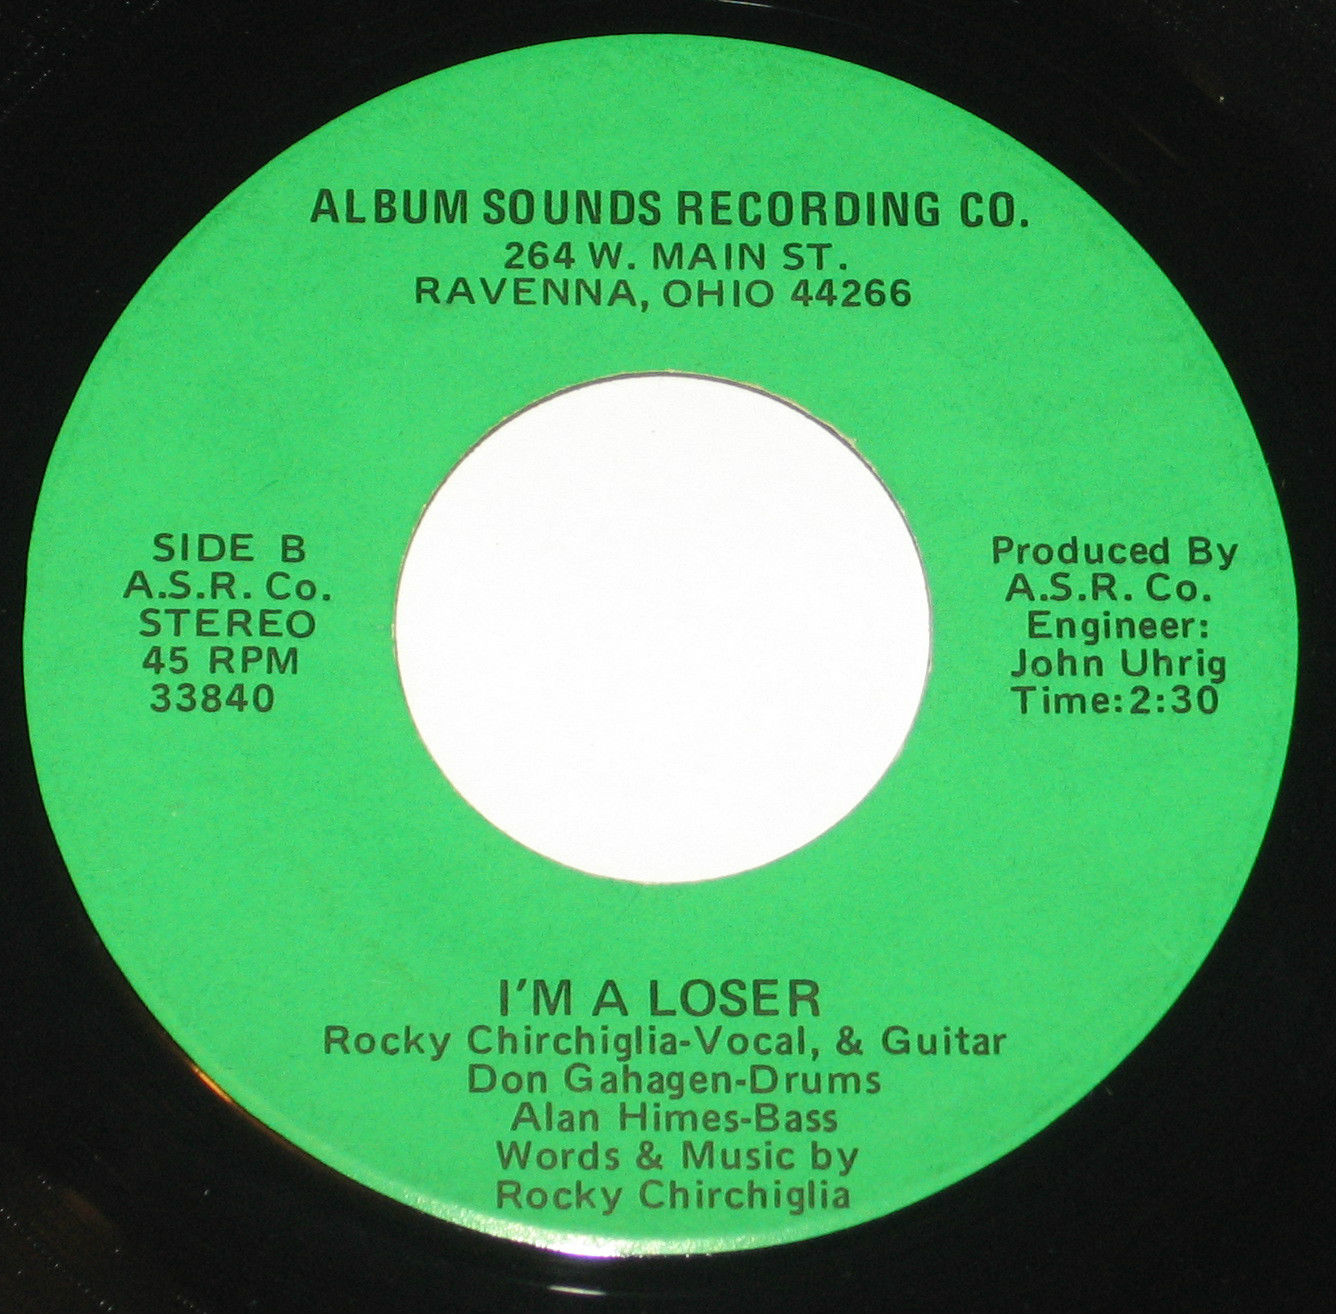 ALBUM SOUNDS RECORDING CO.
264 W. MAIN ST.
RAVENNA, OHIO 44266
SIDE B
A.S.R. Co.
STEREO
45 RPM
33840
Produced By
A.S.R. Co.
Engineer:
John Uhrig
Time:2:30
I'M A LOSER
Rocky Chirchiglia-Vocal, & Guitar
Don Gahagen-Drums
Alan Himes-Bass
Words & Music by
Rocky Chirchiglia